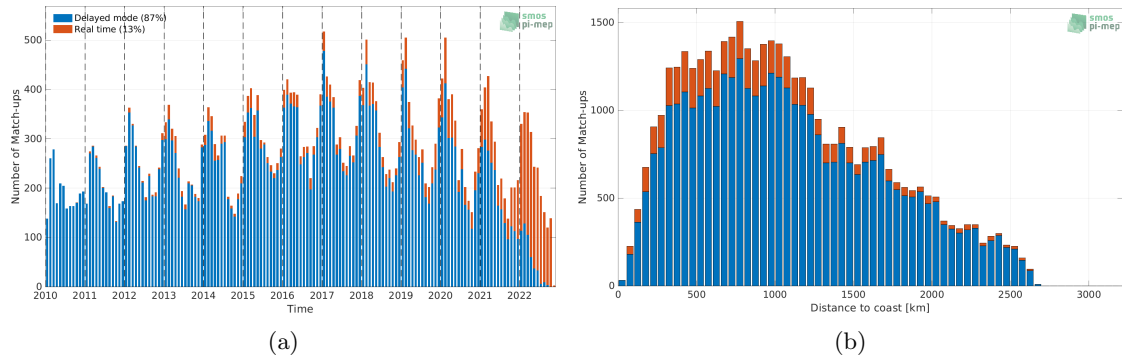 Delayed mode (87%)
Real time (13%)
smos
pi-mep
500
400
300
200
100
0
Number of Match-ups
2010 2011 2012 2013 2014 2015 2016 2017 2018 2019 2020 2021 2022
Time
(a)
smos
pi-mep
1500
1000
500
0
Number of Match-ups
0 500 1000 1500 2000 2500 3000
Distance to coast [km]
(b)